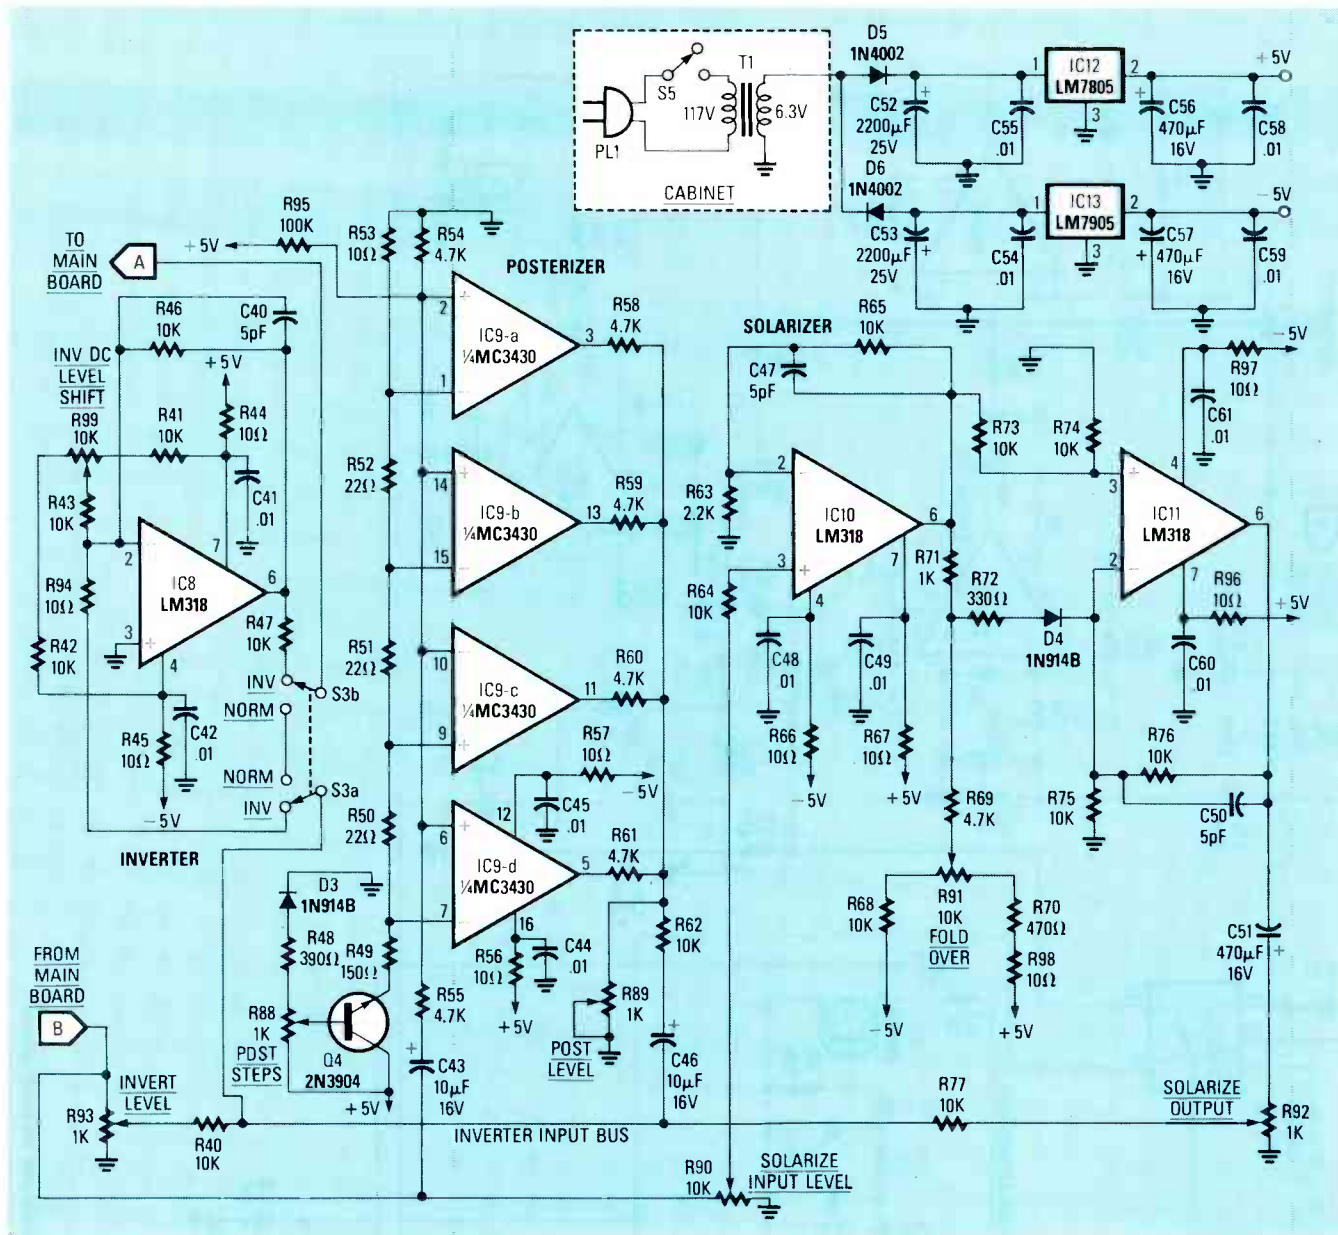 D5
1N4002
1
IC12
LM7805
2
+5V
3
C52
2200µF
25V
C55
.01
C56
470µF
16V
C58
.01
S5
T1
117V
6.3V
PL1
CABINET
D6
1N4002
1
IC13
LM7905
2
-5V
3
C53
2200µF
25V
C54
.01
C57
470µF
16V
C59
.01
TO
MAIN
BOARD
A
+5V
R95
100K
R53
10Ω
R54
4.7K
POSTERIZER
R46
10K
C40
5pF
INV DC
LEVEL
SHIFT
R99
10K
R41
10K
+5V
R44
10Ω
C41
.01
R43
10K
R94
10Ω
R42
10K
2
3
4
7
6
IC8
LM318
R47
10K
R45
10Ω
C42
.01
-5V
INV
NORM
S3b
NORM
INV
S3a
INVERTER
2
1
IC9-a
¼MC3430
3
R58
4.7K
R52
22Ω
14
15
IC9-b
¼MC3430
13
R59
4.7K
R51
22Ω
10
9
IC9-c
¼MC3430
11
R60
4.7K
R50
22Ω
6
7
12
16
IC9-d
¼MC3430
5
R61
4.7K
R57
10Ω
-5V
C45
.01
R56
10Ω
C44
.01
+5V
D3
1N914B
R48
390Ω
R49
150Ω
R88
1K
PDST
STEPS
Q4
2N3904
+5V
R55
4.7K
C43
10µF
16V
R62
10K
R89
1K
POST
LEVEL
C46
10µF
16V
FROM
MAIN
BOARD
B
R93
1K
INVERT
LEVEL
R40
10K
INVERTER INPUT BUS
SOLARIZER
R65
10K
C47
5pF
R63
2.2K
R64
10K
2
3
4
7
6
IC10
LM318
C48
.01
C49
.01
R66
10Ω
-5V
R67
10Ω
+5V
R73
10K
R74
10K
R71
1K
R72
330Ω
D4
1N914B
3
2
4
7
6
IC11
LM318
C61
.01
R97
10Ω
-5V
R96
10Ω
+5V
C60
.01
R76
10K
C50
5pF
R75
10K
R69
4.7K
R68
10K
R91
10K
FOLD
OVER
R70
470Ω
R98
10Ω
-5V
+5V
C51
470µF
16V
R77
10K
SOLARIZE
OUTPUT
R92
1K
R90
10K
SOLARIZE
INPUT LEVEL